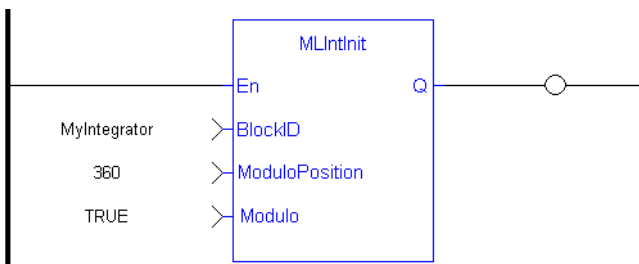 MLIntInit
En Q
MyIntegrator BlockID
360 ModuloPosition
TRUE Modulo